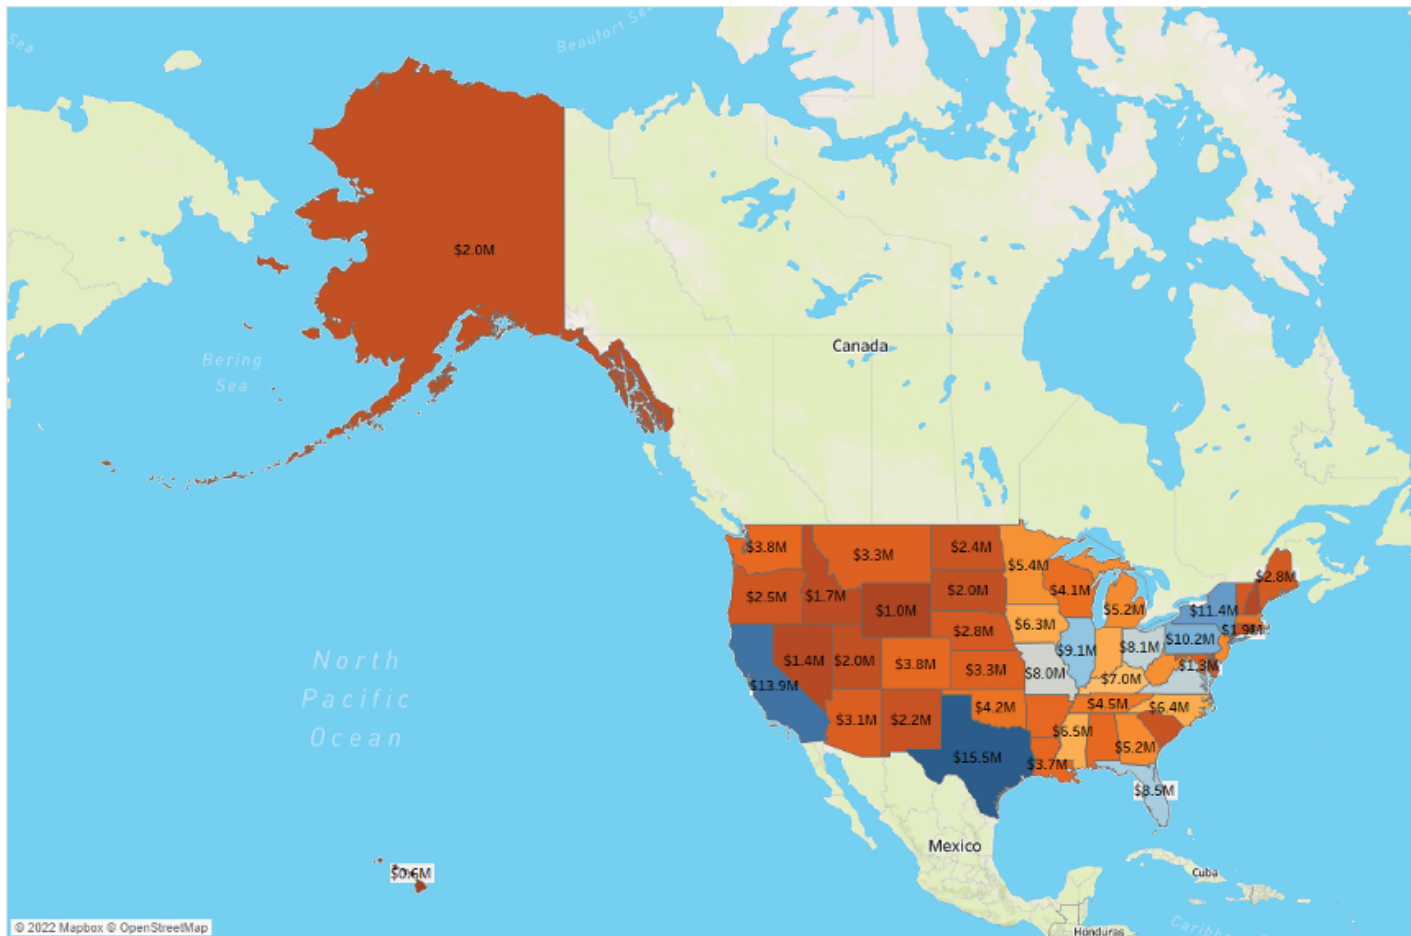 Sea
Beaufort Sea
$2.0M
Canada
Bering
Sea
$3.8M
$3.3M
$2.4M
$5.4M
$2.8M
$2.5M
$1.7M
$1.0M
$2.0M
$4.1M
$5.2M
$11.4M
$6.3M
$2.8M
$9.1M
$8.1M
$10.2M
$1.9M
North
Pacific
Ocean
$13.9M
$1.4M
$2.0M
$3.8M
$3.3M
$8.0M
$7.0M
$1.3M
$3.1M
$2.2M
$4.2M
$4.5M
$6.4M
$15.5M
$3.7M
$6.5M
$5.2M
$8.5M
Mexico
Cuba
$0.6M
Caribbe
Honduras
© 2022 Mapbox © OpenStreetMap